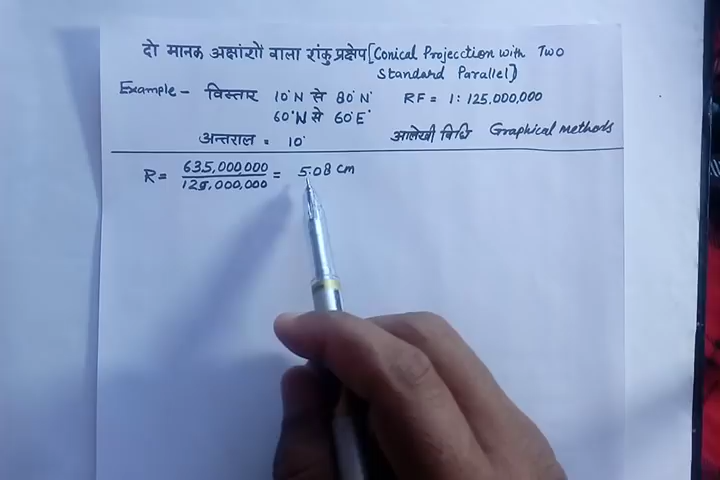 दो मानक अक्षांशों वाला शंकु प्रक्षेप [Conical Projecction with Two
Standard Parallel]
Example - विस्तार 10°N से 80°N RF = 1:125,000,000
60°W से 60°E
अन्तराल = 10° आलेखी विधि Graphical methods
R = 635,000,000 / 125,000,000 = 5.08 cm